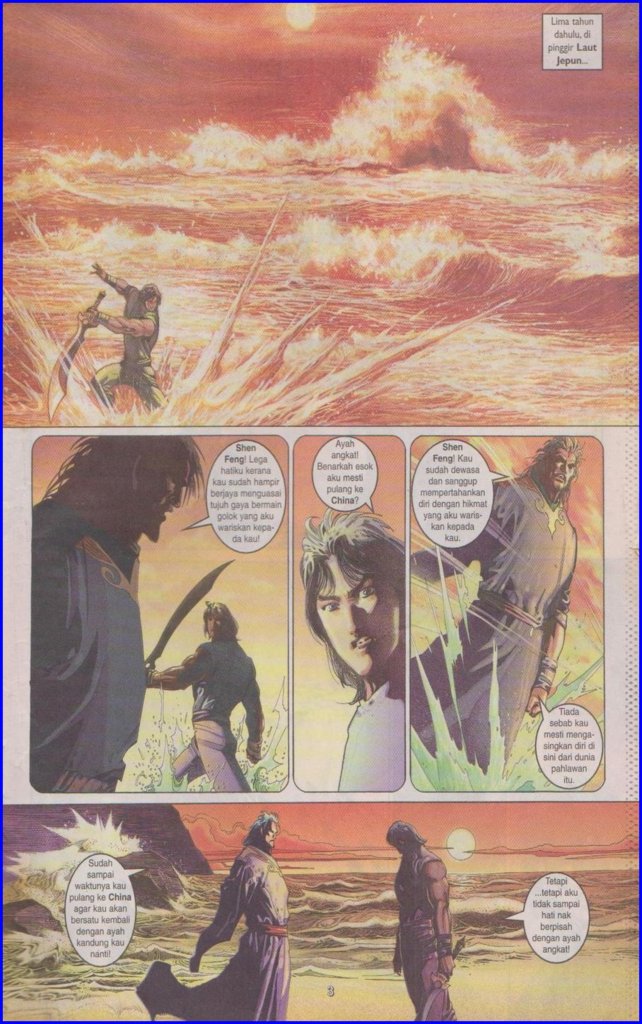 Lima tahun
dahulu, di
pinggir Laut
Jepun...
Shen
Feng! Lega
hatiku kerana
kau sudah hampir
berjaya menguasai
tujuh gaya bermain
golok yang aku
wariskan kepa-
da kau!
Ayah
angkat!
Benarkah esok
aku mesti
pulang ke
China?
Shen
Feng! Kau
sudah dewasa
dan sanggup
mempertahankan
diri dengan hikmat
yang aku waris-
kan kepada
kau.
Tiada
sebab kau
mesti menga-
singkan diri di
sini dari dunia
pahlawan
itu.
Sudah
sampai
waktunya kau
pulang ke China
agar kau akan
bersatu kembali
dengan ayah
kandung kau
nanti!
Tetapi
...tetapi aku
tidak sampai
hati nak
berpisah
dengan ayah
angkat!
3